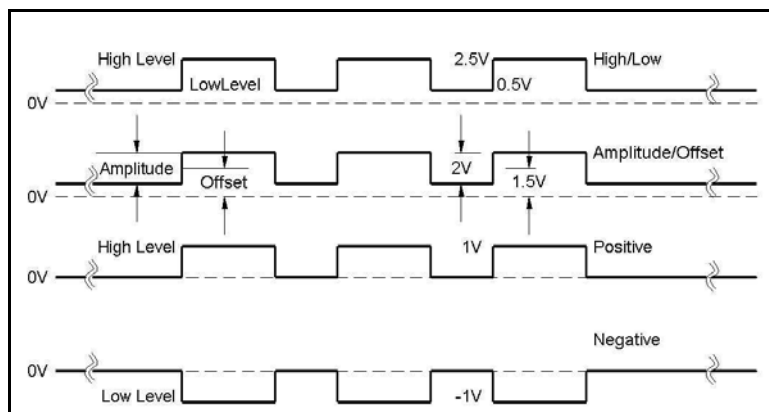 High Level 2.5V High/Low
LowLevel 0.5V
0V
Amplitude/Offset
Amplitude 2V
Offset 1.5V
0V
High Level 1V Positive
0V
Negative
0V
Low Level -1V